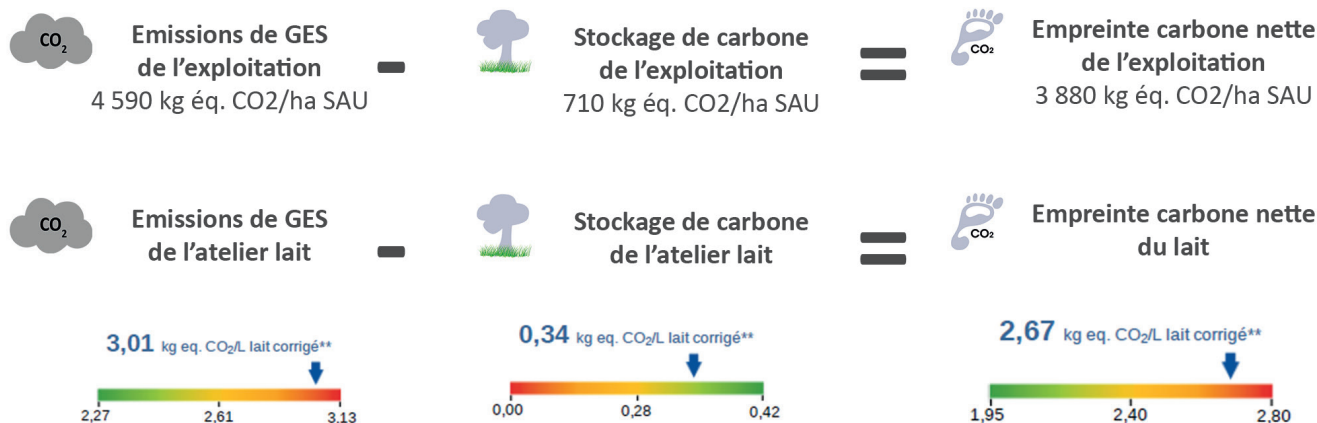 CO2
Emissions de GES
de l’exploitation
4 590 kg éq. CO2/ha SAU
-
Stockage de carbone
de l’exploitation
710 kg éq. CO2/ha SAU
=
CO2
Empreinte carbone nette
de l’exploitation
3 880 kg éq. CO2/ha SAU
CO2
Emissions de GES
de l’atelier lait
-
Stockage de carbone
de l’atelier lait
=
CO2
Empreinte carbone nette
du lait
3,01 kg eq. CO2/L lait corrigé**
2,27 2,61 3.13
0,34 kg eq. CO2/L lait corrigé**
0,00 0,28 0,42
2,67 kg eq. CO2/L lait corrigé**
1,95 2,40 2,80